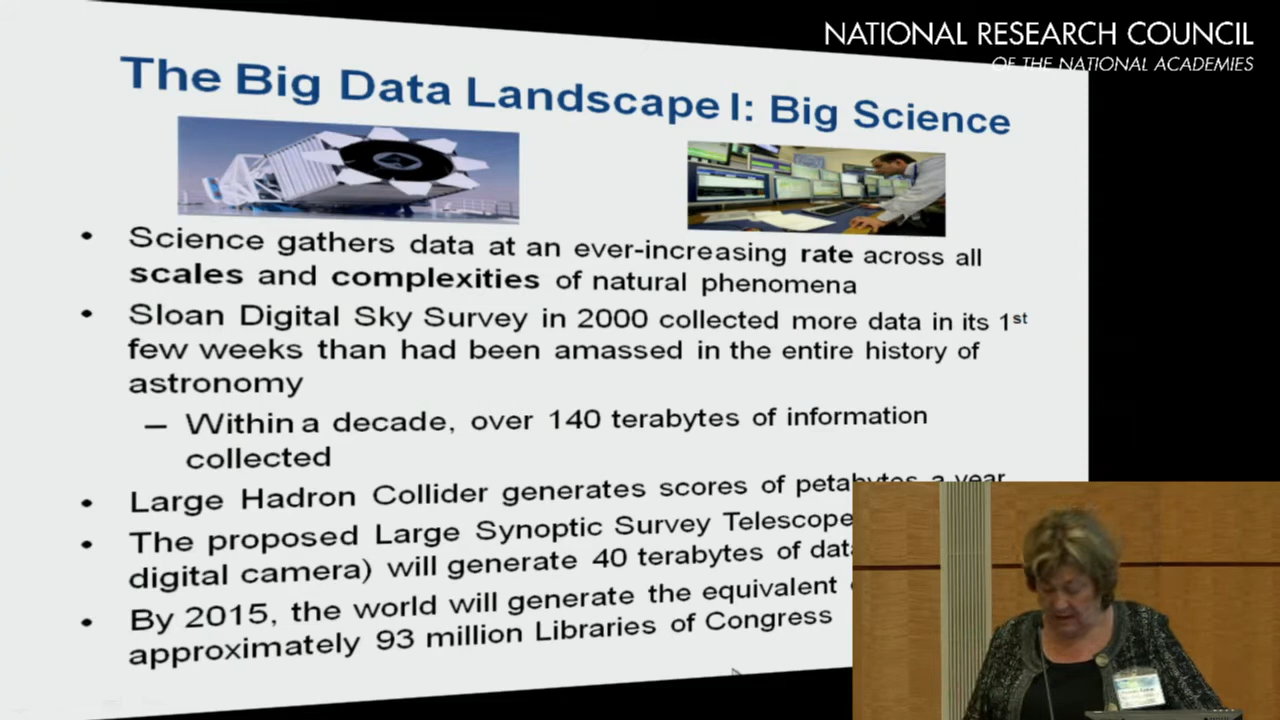 NATIONAL RESEARCH COUNCIL
OF THE NATIONAL ACADEMIES
The Big Data Landscape I: Big Science
• Science gathers data at an ever-increasing rate across all
scales and complexities of natural phenomena
• Sloan Digital Sky Survey in 2000 collected more data in its 1st
few weeks than had been amassed in the entire history of
astronomy
– Within a decade, over 140 terabytes of information
collected
• Large Hadron Collider generates scores of petabytes a year
• The proposed Large Synoptic Survey Telescope
digital camera) will generate 40 terabytes of data
• By 2015, the world will generate the equivalent
approximately 93 million Libraries of Congress